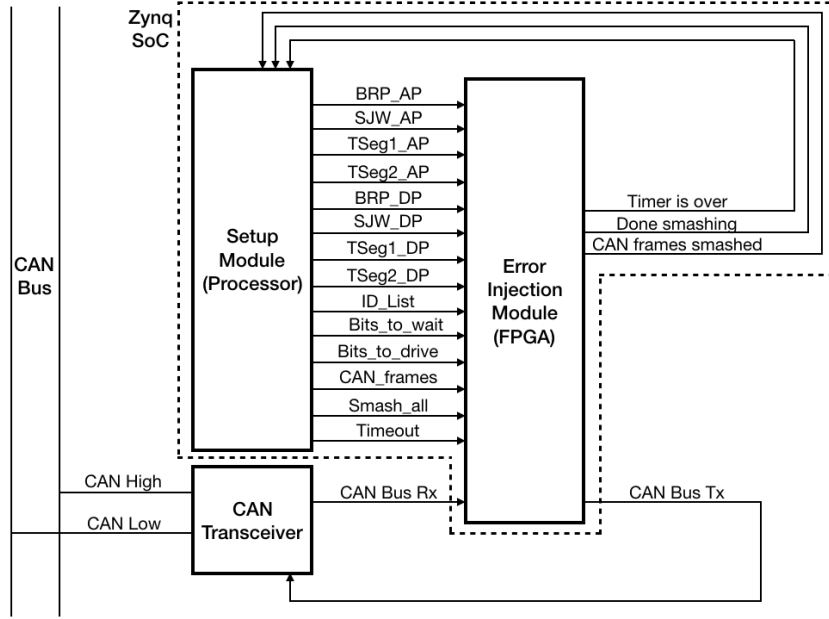 Zynq
SoC
CAN
Bus
Setup
Module
(Processor)
BRP_AP
SJW_AP
TSeg1_AP
TSeg2_AP
BRP_DP
SJW_DP
TSeg1_DP
TSeg2_DP
ID_List
Bits_to_wait
Bits_to_drive
CAN_frames
Smash_all
Timeout
Error
Injection
Module
(FPGA)
Timer is over
Done smashing
CAN frames smashed
CAN High
CAN Low
CAN
Transceiver
CAN Bus Rx
CAN Bus Tx